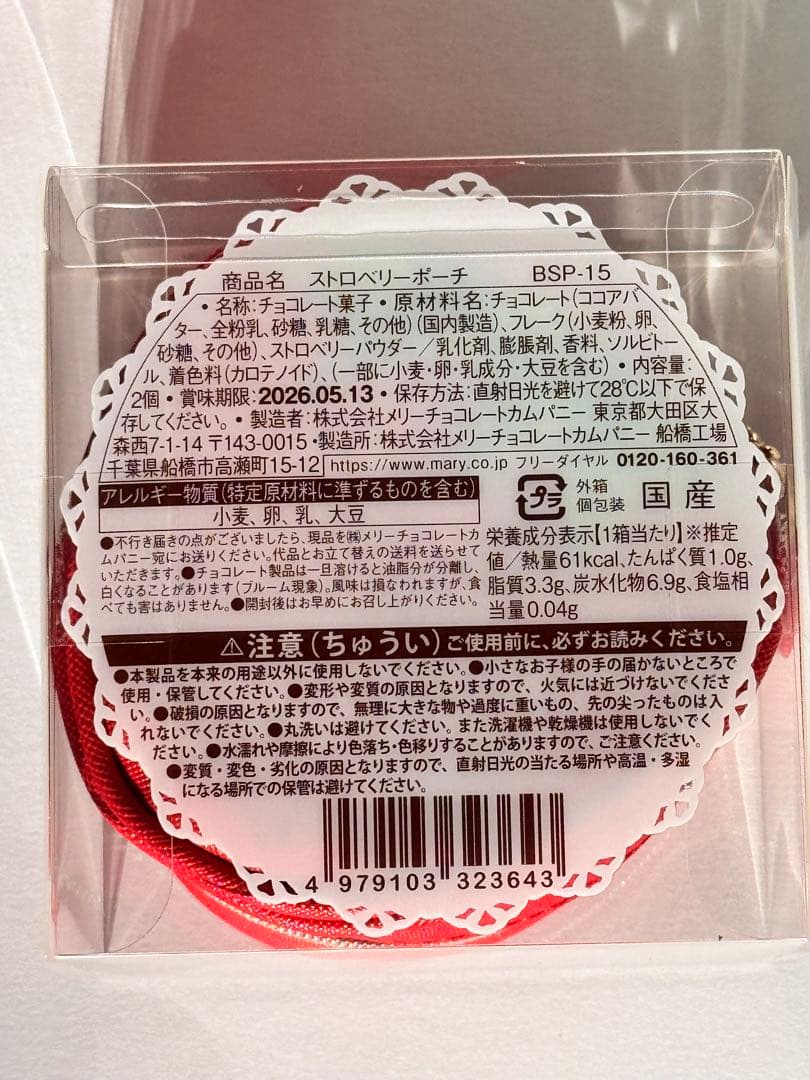 商品名 ストロベリーポーチ BSP-15
・名称:チョコレート菓子・原材料名:チョコレート(ココアバ
ター、全粉乳、砂糖、乳糖、その他)(国内製造)、フレーク(小麦粉、卵、
砂糖、その他)、ストロベリーパウダー/乳化剤、膨脹剤、香料、ソルビトー
ル、着色料(カロテノイド)、(一部に小麦・卵・乳成分・大豆を含む)・内容量:
2個・賞味期限:2026.05.13・保存方法:直射日光を避けて28℃以下で保
存してください。・製造者:株式会社メリーチョコレートカムパニー 東京都大田区大
森西7-1-14 〒143-0015・製造所:株式会社メリーチョコレートカムパニー 船橋工場
千葉県船橋市高瀬町15-12 https://www.mary.co.jp フリーダイヤル 0120-160-361
アレルギー物質(特定原材料に準ずるものを含む)
小麦、卵、乳、大豆
●不行き届きの点がございましたら、現品を㈱メリーチョコレートカ
ムパニー宛にお送りください。代品とお立て替えの送料を送らせて
いただきます。●チョコレート製品は一旦溶けると油脂分が分離し、
白くなることがあります(ブルーム現象)。風味は損なわれますが、食
べても害はありません。●開封後はお早めにお召し上がりください。
プラ
外箱
個包装
国産
栄養成分表示【1箱当たり】※推定
値/熱量61kcal、たんぱく質1.0g、
脂質3.3g、炭水化物6.9g、食塩相
当量0.04g
⚠注意(ちゅうい)ご使用前に、必ずお読みください。
●本製品を本来の用途以外に使用しないでください。●小さなお子様の手の届かないところで
使用・保管してください。●変形や変質の原因となりますので、火気には近づけないでくださ
い。●破損の原因となりますので、無理に大きな物や過度に重いもの、先の尖ったものは入
れないでください。●丸洗いは避けてください。また洗濯機や乾燥機は使用しないでく
ださい。●水濡れや摩擦により色落ち・色移りすることがありますので、ご注意ください。
●変質・変色・劣化の原因となりますので、直射日光の当たる場所や高温・多湿
になる場所での保管は避けてください。
4 979103 323643